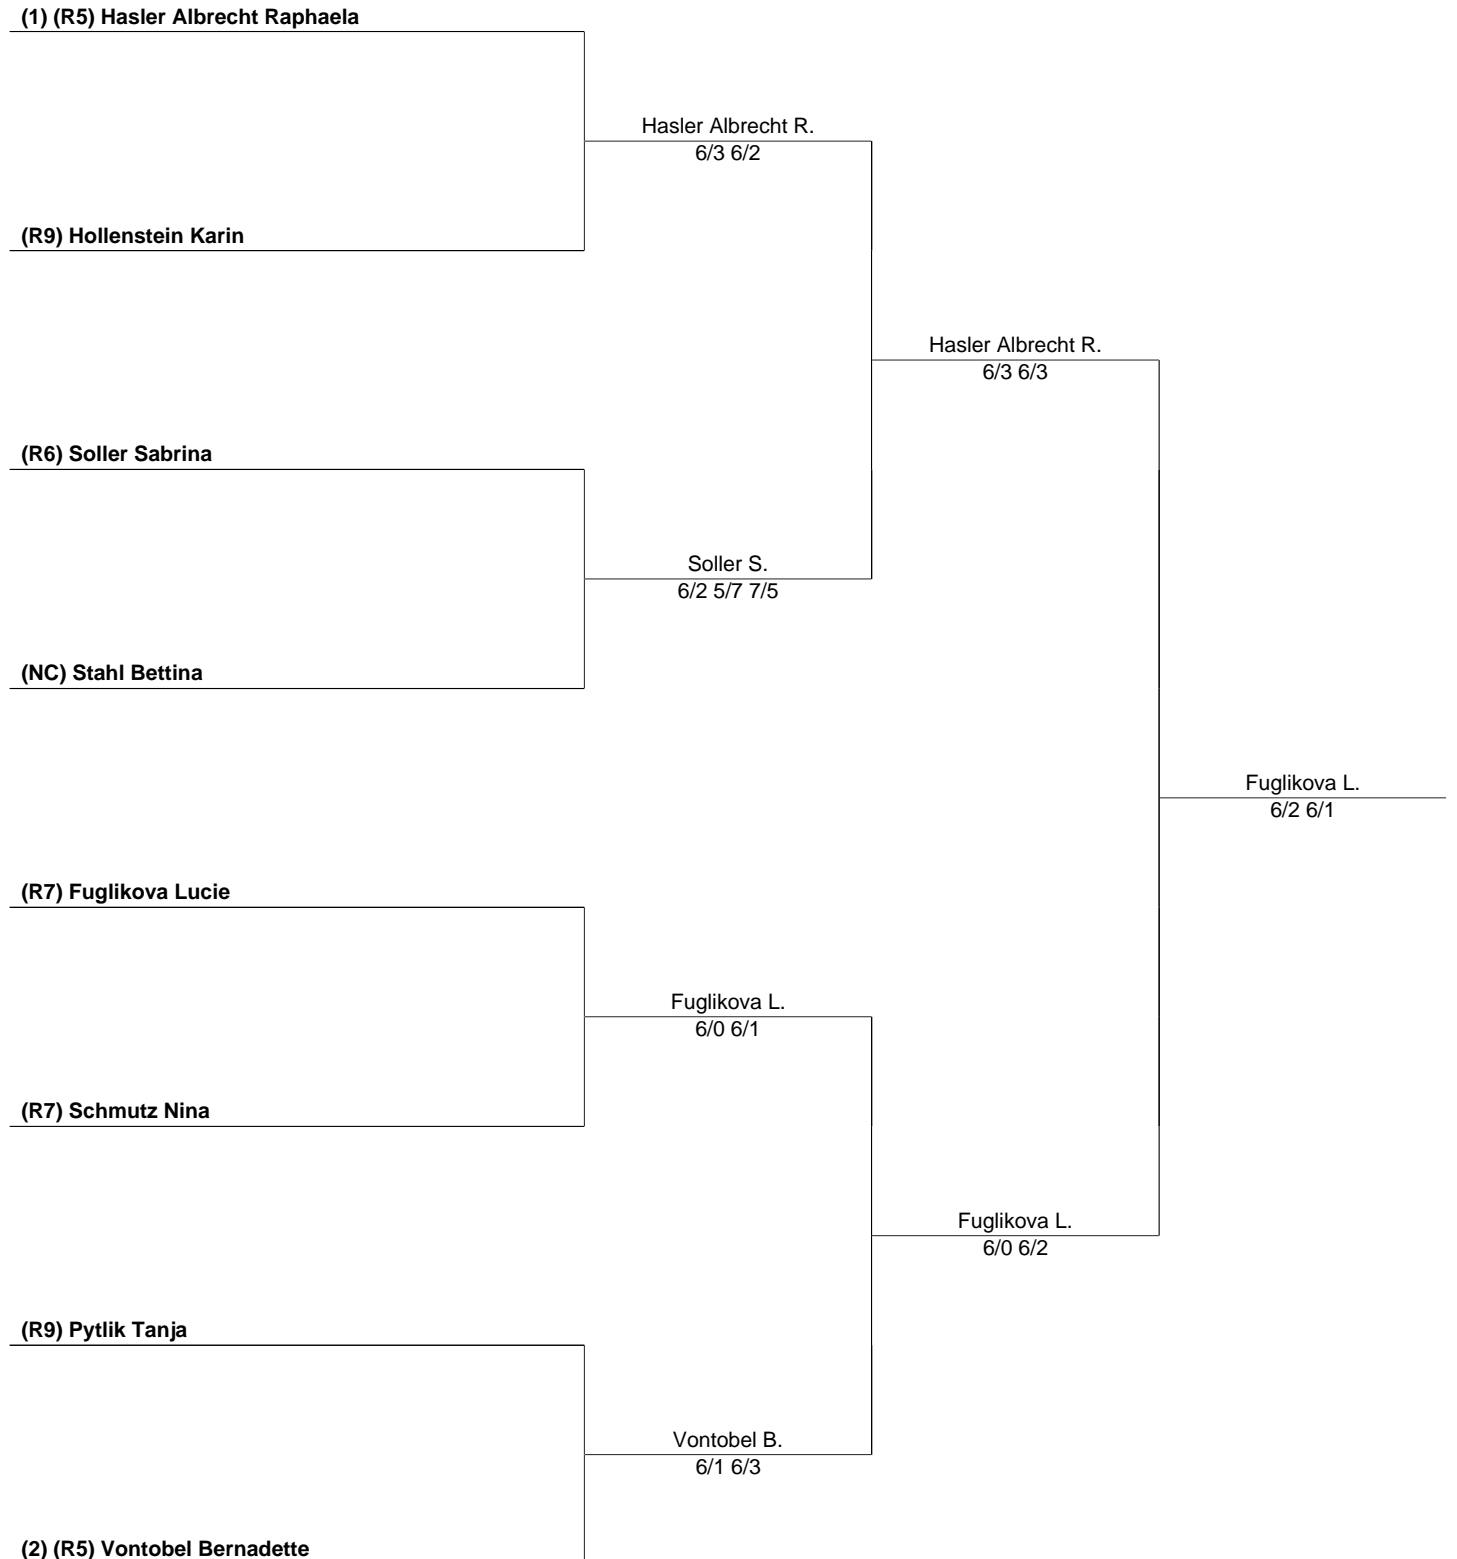 (1) (R5) Hasler Albrecht Raphaela
Hasler Albrecht R.
6/3 6/2
(R9) Hollenstein Karin
Hasler Albrecht R.
6/3 6/3
(R6) Soller Sabrina
Soller S.
6/2 5/7 7/5
(NC) Stahl Bettina
Fuglikova L.
6/2 6/1
(R7) Fuglikova Lucie
Fuglikova L.
6/0 6/1
(R7) Schmutz Nina
Fuglikova L.
6/0 6/2
(R9) Pytlik Tanja
Vontobel B.
6/1 6/3
(2) (R5) Vontobel Bernadette